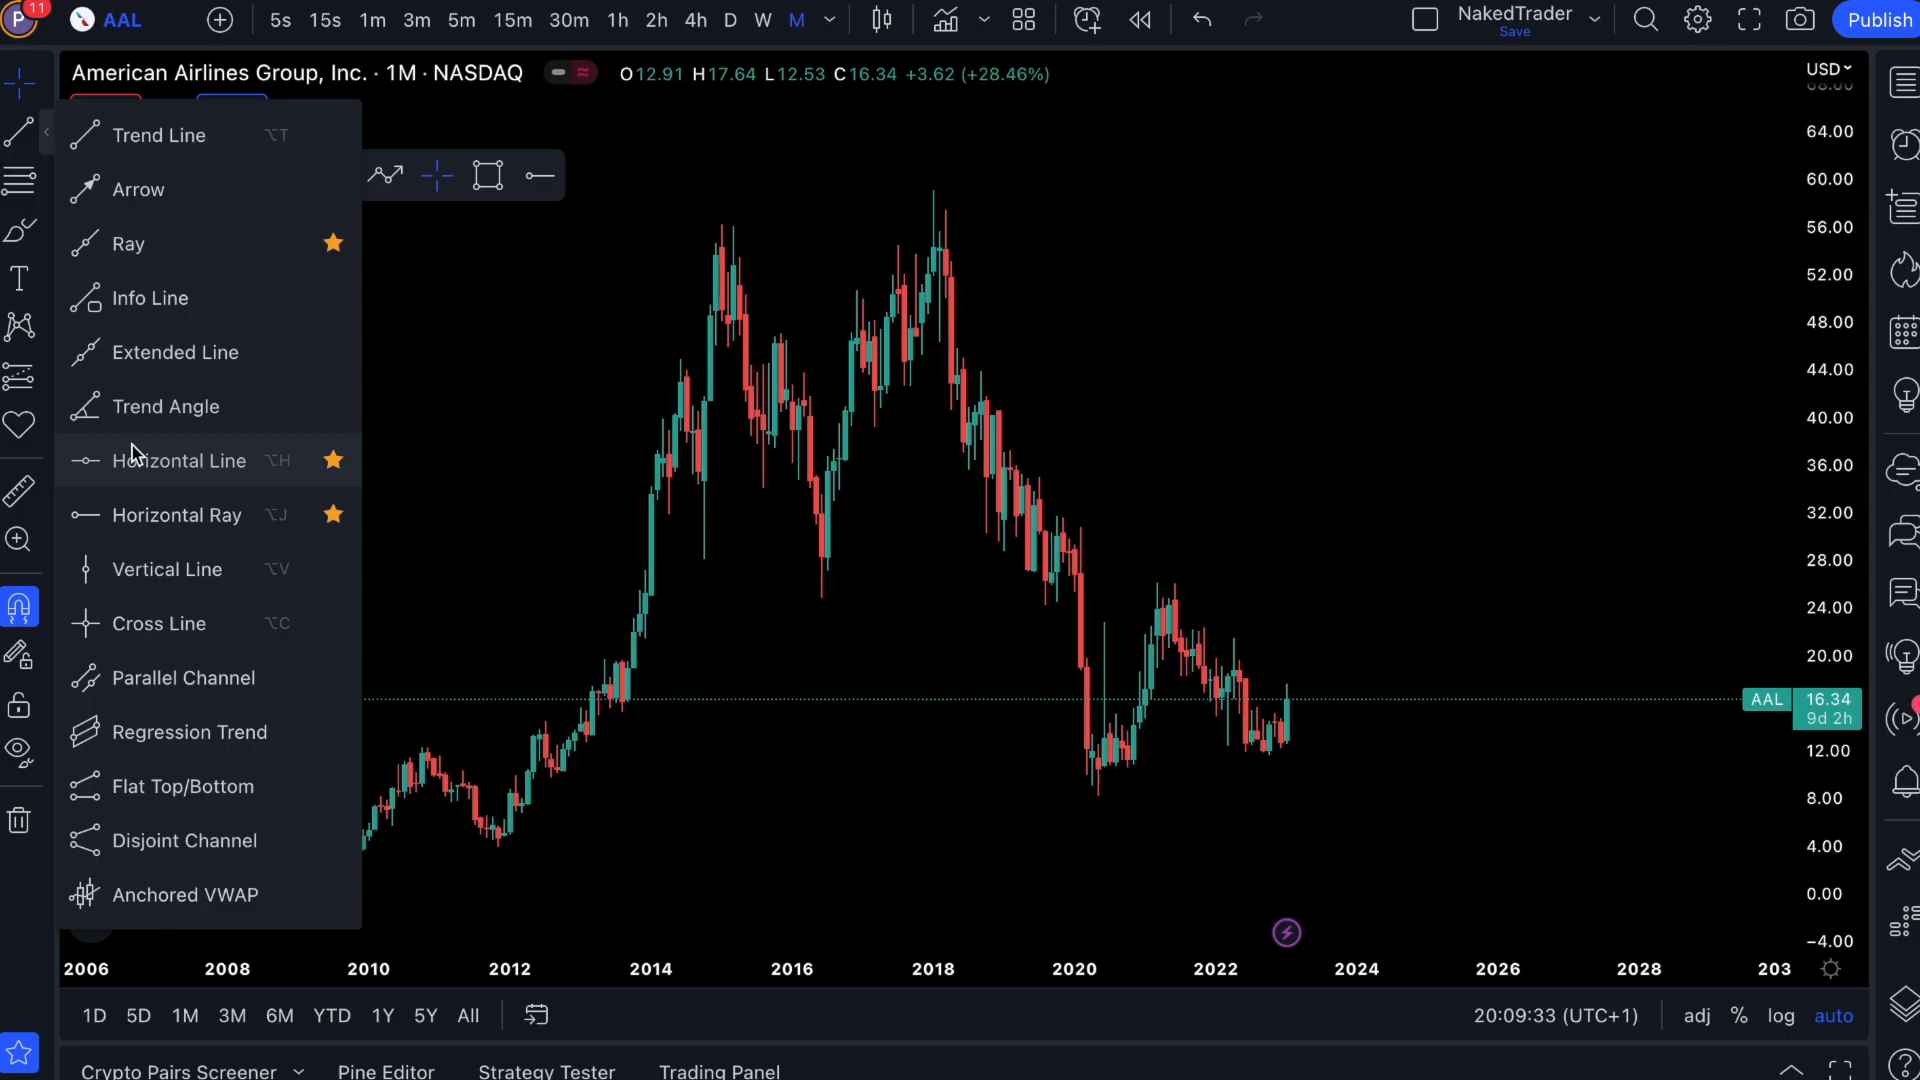 P 11 AAL 5s 15s 1m 3m 5m 15m 30m 1h 2h 4h D W M NakedTrader Publish
Save
American Airlines Group, Inc. · 1M · NASDAQ O12.91 H17.64 L12.53 C16.34 +3.62 (+28.46%) USD
68.00
Trend Line ⌥T
Arrow
Ray
Info Line
Extended Line
Trend Angle
Horizontal Line ⌥H
Horizontal Ray ⌥J
Vertical Line ⌥V
Cross Line ⌥C
Parallel Channel
Regression Trend
Flat Top/Bottom
Disjoint Channel
Anchored VWAP
64.00
60.00
56.00
52.00
48.00
44.00
40.00
36.00
32.00
28.00
24.00
20.00
AAL 16.34
9d 2h
12.00
8.00
4.00
0.00
−4.00
2006 2008 2010 2012 2014 2016 2018 2020 2022 2024 2026 2028 203
1D 5D 1M 3M 6M YTD 1Y 5Y All 20:09:33 (UTC+1) adj % log auto
Crypto Pairs Screener Pine Editor Strategy Tester Trading Panel